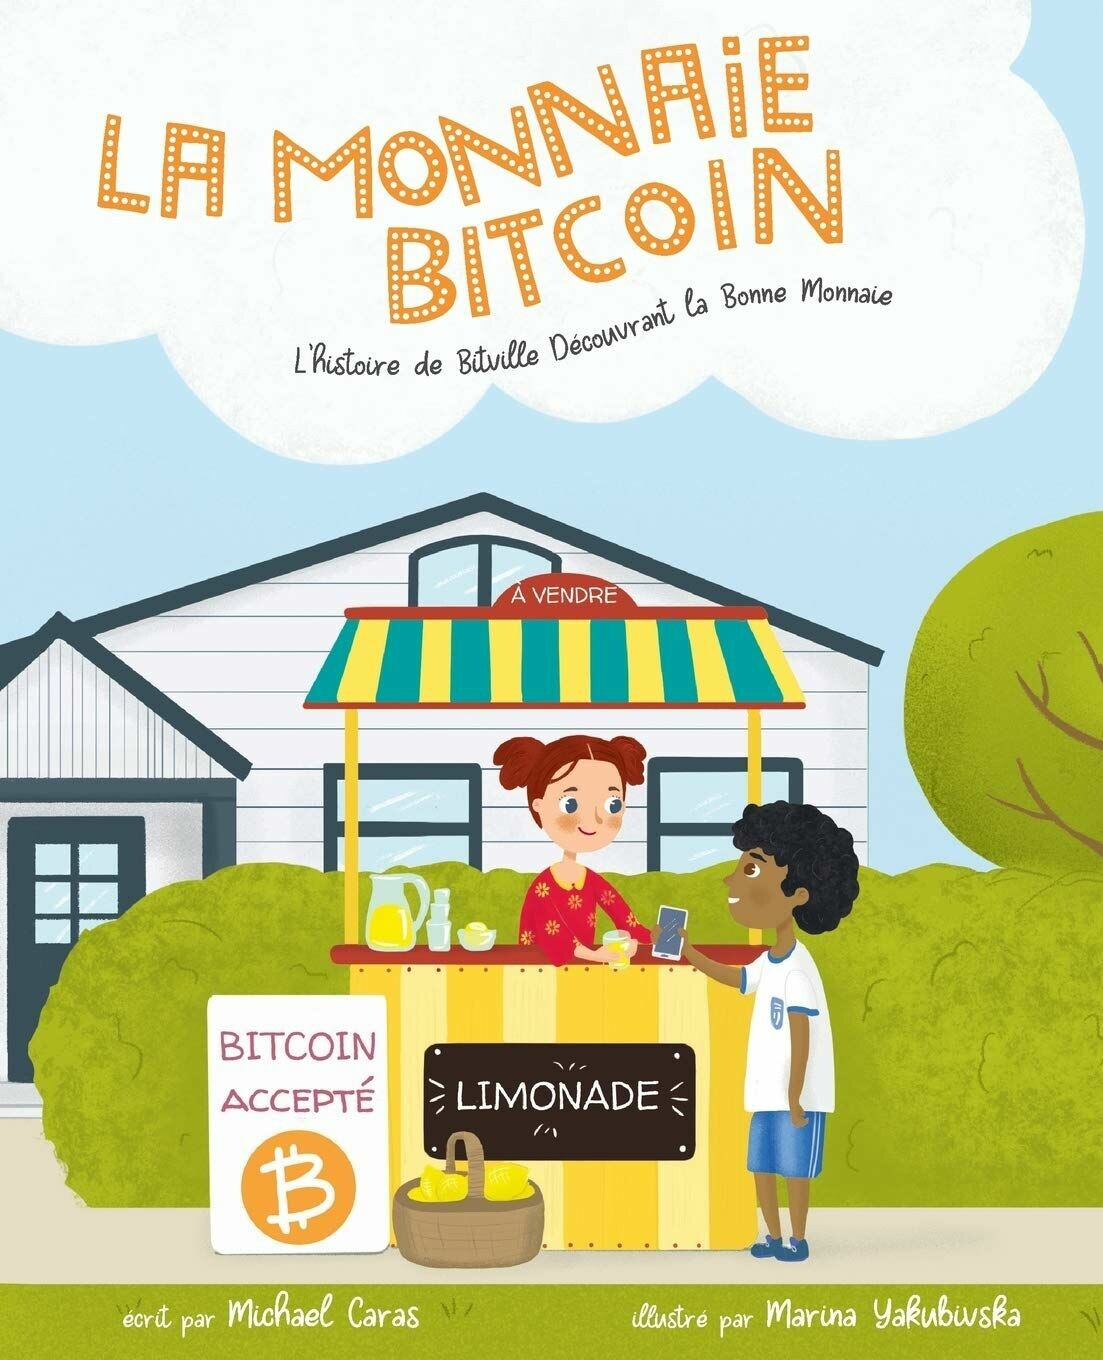 LA MONNAiE
BITCOIN
L'histoire de Bitville Découvrant la Bonne Monnaie
À VENDRE
BITCOIN
ACCEPTÉ
LIMONADE
écrit par Michael Caras
illustré par Marina Yakubivska